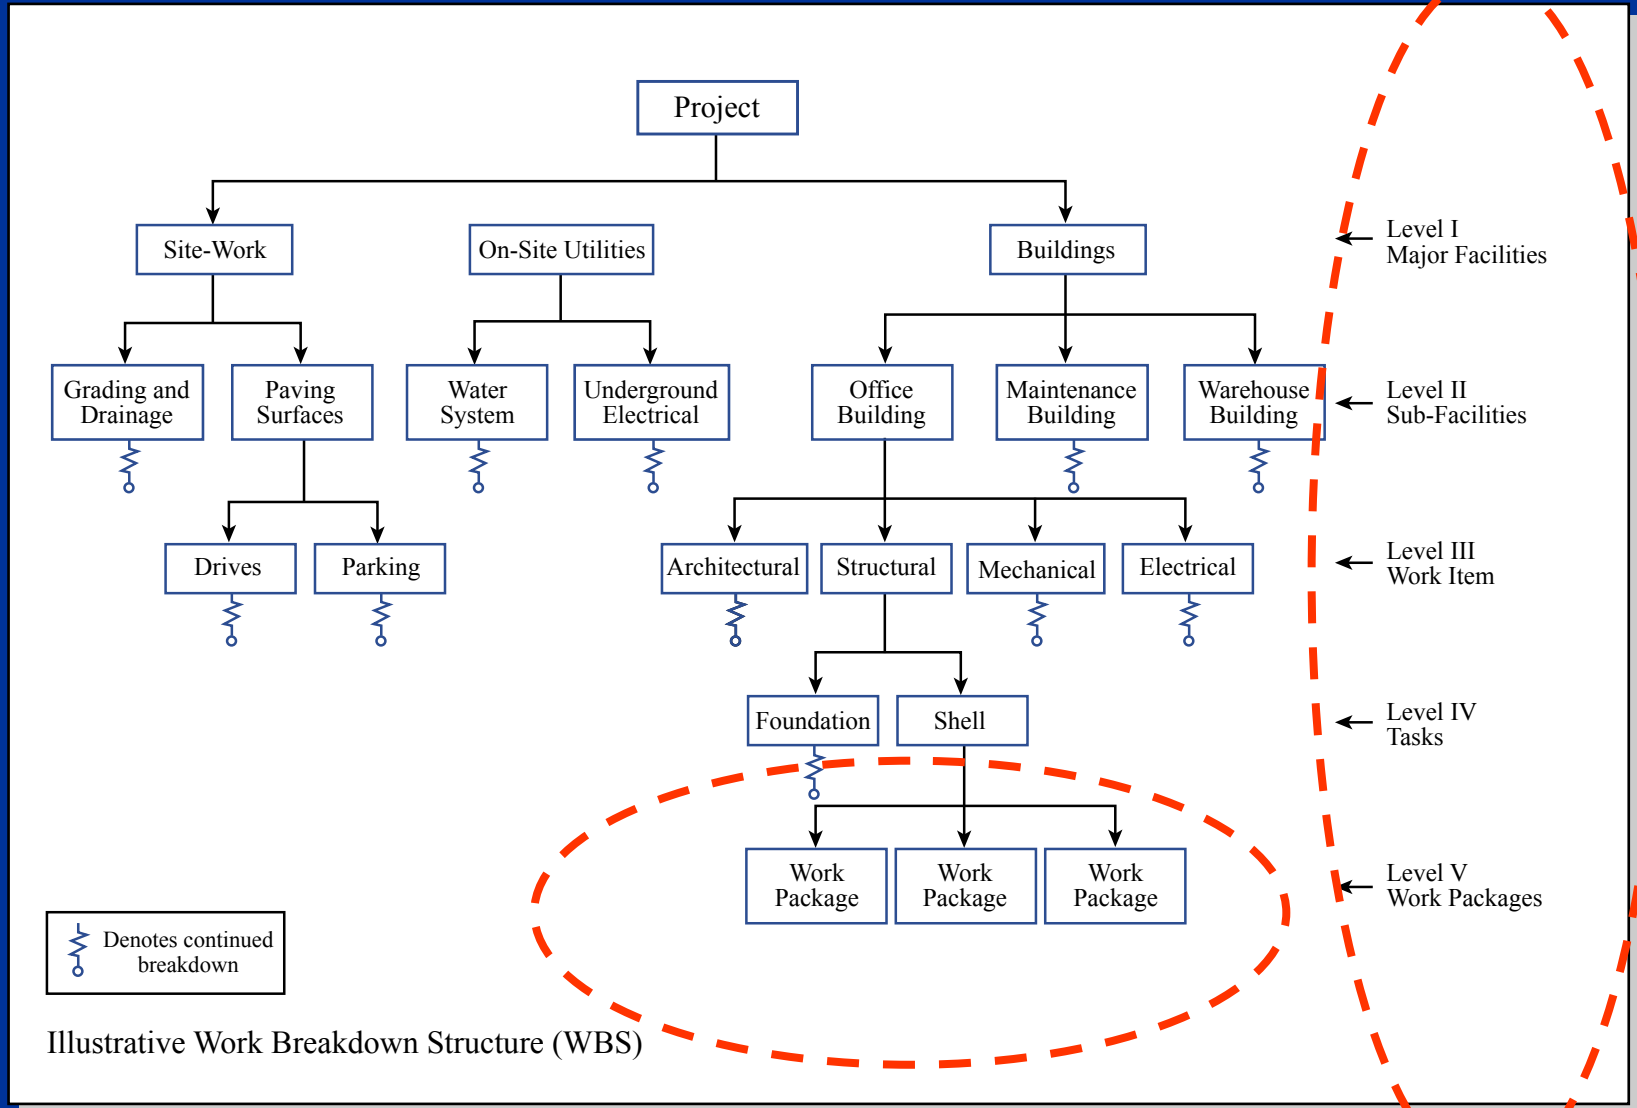 Project
Site-Work
On-Site Utilities
Buildings
Level I
Major Facilities
Grading and
Drainage
Paving
Surfaces
Water
System
Underground
Electrical
Office
Building
Maintenance
Building
Warehouse
Building
Level II
Sub-Facilities
Drives
Parking
Architectural
Structural
Mechanical
Electrical
Level III
Work Item
Foundation
Shell
Level IV
Tasks
Work
Package
Work
Package
Work
Package
Level V
Work Packages
Denotes continued
breakdown
Illustrative Work Breakdown Structure (WBS)